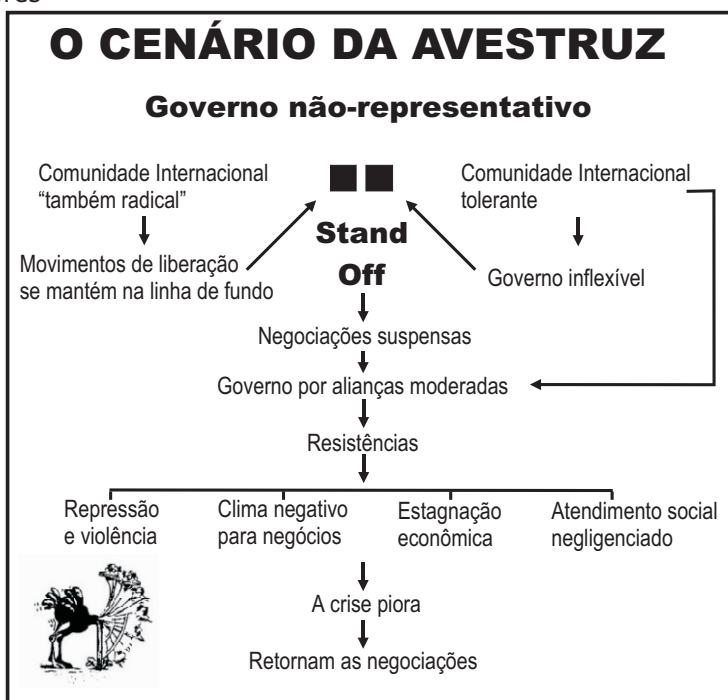 O CENÁRIO DA AVESTRUZ
Governo não-representativo
Comunidade Internacional
“também radical”
Movimentos de liberação
se mantém na linha de fundo
Stand
Off
Comunidade Internacional
tolerante
Governo inflexível
Negociações suspensas
Governo por alianças moderadas
Resistências
Repressão
e violência
Clima negativo
para negócios
Estagnação
econômica
Atendimento social
negligenciado
A crise piora
Retornam as negociações